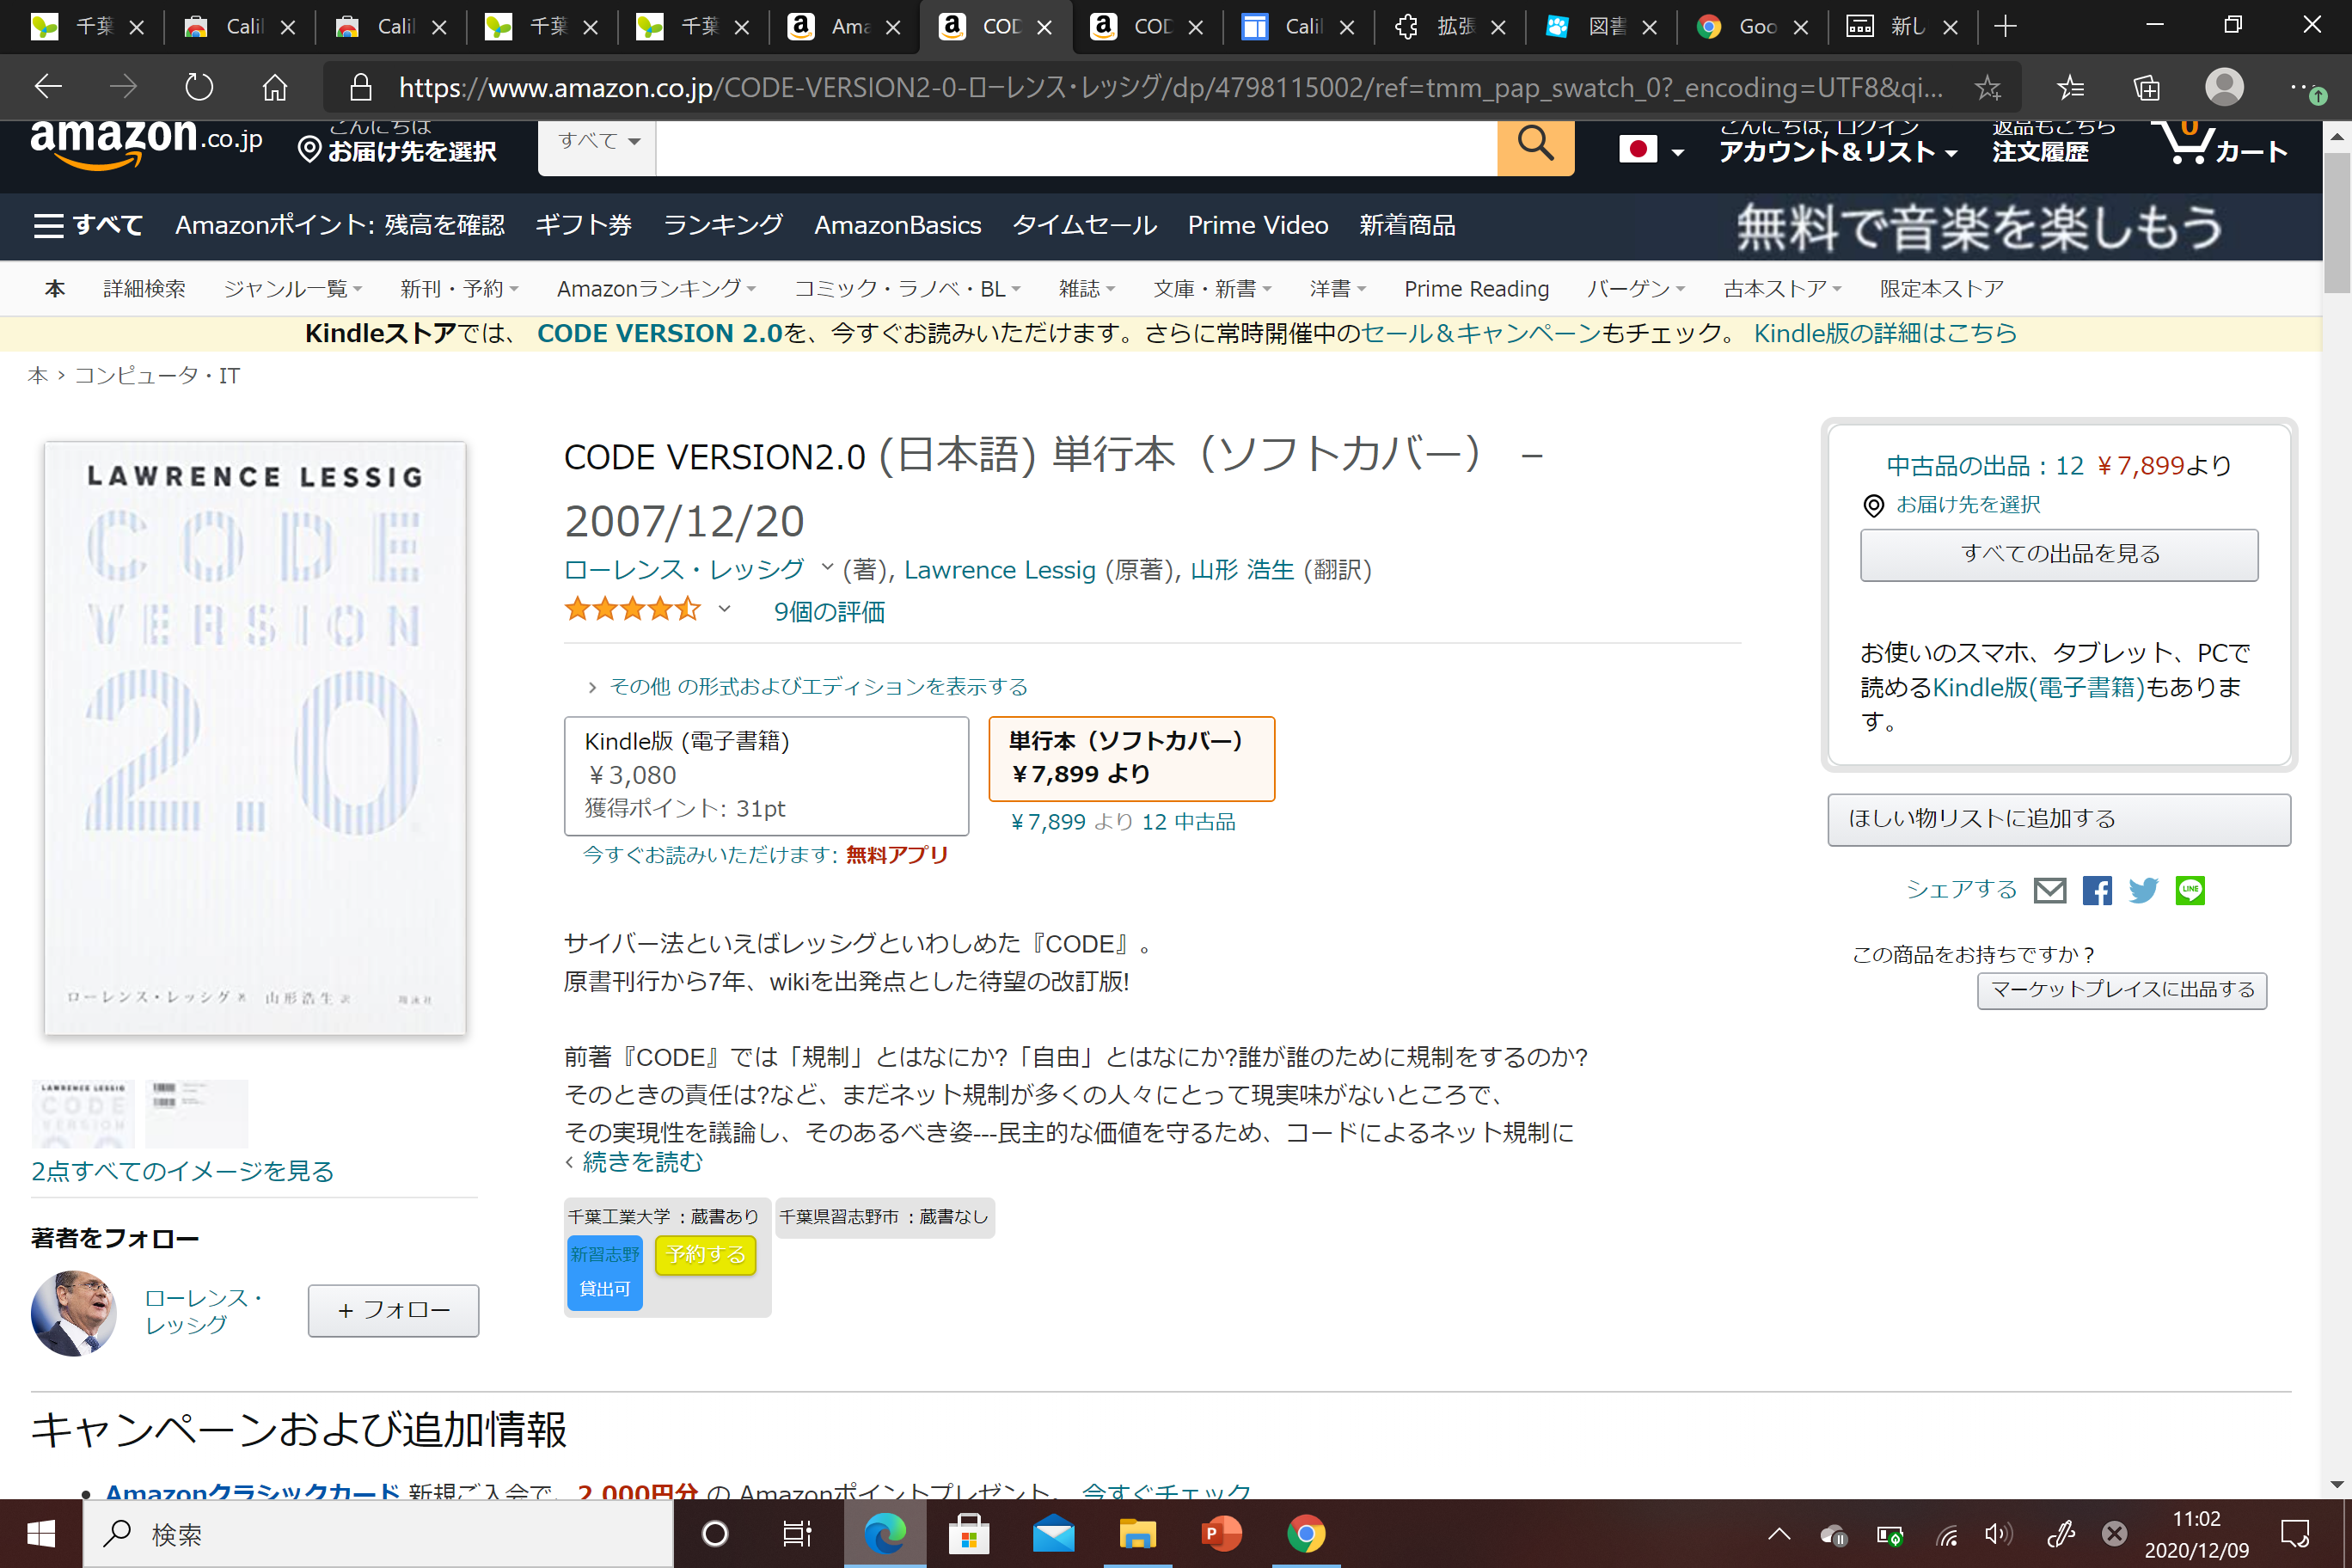 千葉
Calil
Calil
千葉
千葉
Ama
COD
COD
Calil
拡張
図書
Goo
新し
https://www.amazon.co.jp/CODE-VERSION2-0-ローレンス・レッシグ/dp/4798115002/ref=tmm_pap_swatch_0?_encoding=UTF8&qi...
amazon.co.jp
こんにちは
お届け先を選択
すべて
こんにちは, ログイン
アカウント&リスト
返品もこちら
注文履歴
0
カート
すべて
Amazonポイント: 残高を確認
ギフト券
ランキング
AmazonBasics
タイムセール
Prime Video
新着商品
無料で音楽を楽しもう
本
詳細検索
ジャンル一覧
新刊・予約
Amazonランキング
コミック・ラノベ・BL
雑誌
文庫・新書
洋書
Prime Reading
バーゲン
古本ストア
限定本ストア
Kindleストアでは、 CODE VERSION 2.0を、今すぐお読みいただけます。さらに常時開催中のセール&キャンペーンもチェック。 Kindle版の詳細はこちら
本 › コンピュータ・IT
LAWRENCE LESSIG
CODE
VERSION
2.0
ローレンス・レッシグ 著 山形浩生 訳 翔泳社
LAWRENCE LESSIG
CODE
VERSION
2点すべてのイメージを見る
著者をフォロー
ローレンス・
レッシグ
+ フォロー
CODE VERSION2.0 (日本語) 単行本（ソフトカバー） –
2007/12/20
ローレンス・レッシグ (著), Lawrence Lessig (原著), 山形 浩生 (翻訳)
9個の評価
› その他 の形式およびエディションを表示する
Kindle版 (電子書籍)
￥3,080
獲得ポイント: 31pt
今すぐお読みいただけます: 無料アプリ
単行本（ソフトカバー）
￥7,899 より
￥7,899 より 12 中古品
サイバー法といえばレッシグといわしめた『CODE』。
原書刊行から7年、wikiを出発点とした待望の改訂版!
前著『CODE』では「規制」とはなにか?「自由」とはなにか?誰が誰のために規制をするのか?
そのときの責任は?など、まだネット規制が多くの人々にとって現実味がないところで、
その実現性を議論し、そのあるべき姿---民主的な価値を守るため、コードによるネット規制に
‹ 続きを読む
千葉工業大学 : 蔵書あり
新習志野
貸出可
予約する
千葉県習志野市 : 蔵書なし
中古品の出品：12 ￥7,899より
お届け先を選択
すべての出品を見る
お使いのスマホ、タブレット、PCで
読めるKindle版(電子書籍)もありま
す。
ほしい物リストに追加する
シェアする
LINE
この商品をお持ちですか？
マーケットプレイスに出品する
キャンペーンおよび追加情報
• Amazonクラシックカード 新規ご入会で、2,000円分 の Amazonポイントプレゼント。 今すぐチェック
検索
P
11:02
2020/12/09